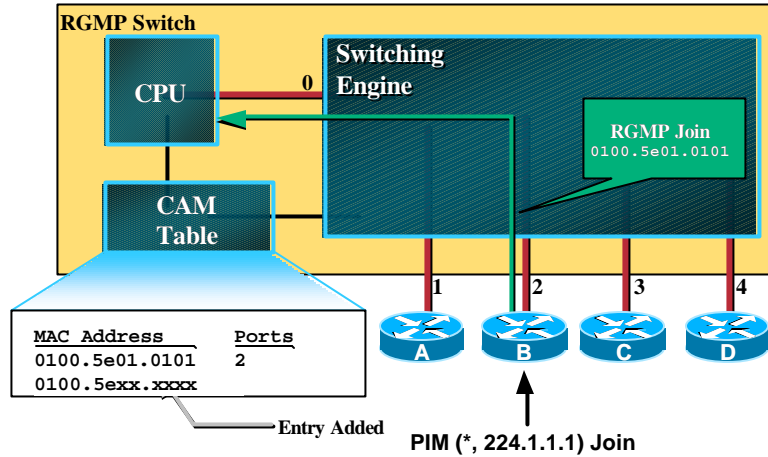 RGMP Switch
CPU
0
Switching
Engine
RGMP Join
0100.5e01.0101
CAM
Table
1
2
3
4
A
B
C
D
MAC Address Ports
0100.5e01.0101 2
0100.5exx.xxxx
Entry Added
PIM (*, 224.1.1.1) Join